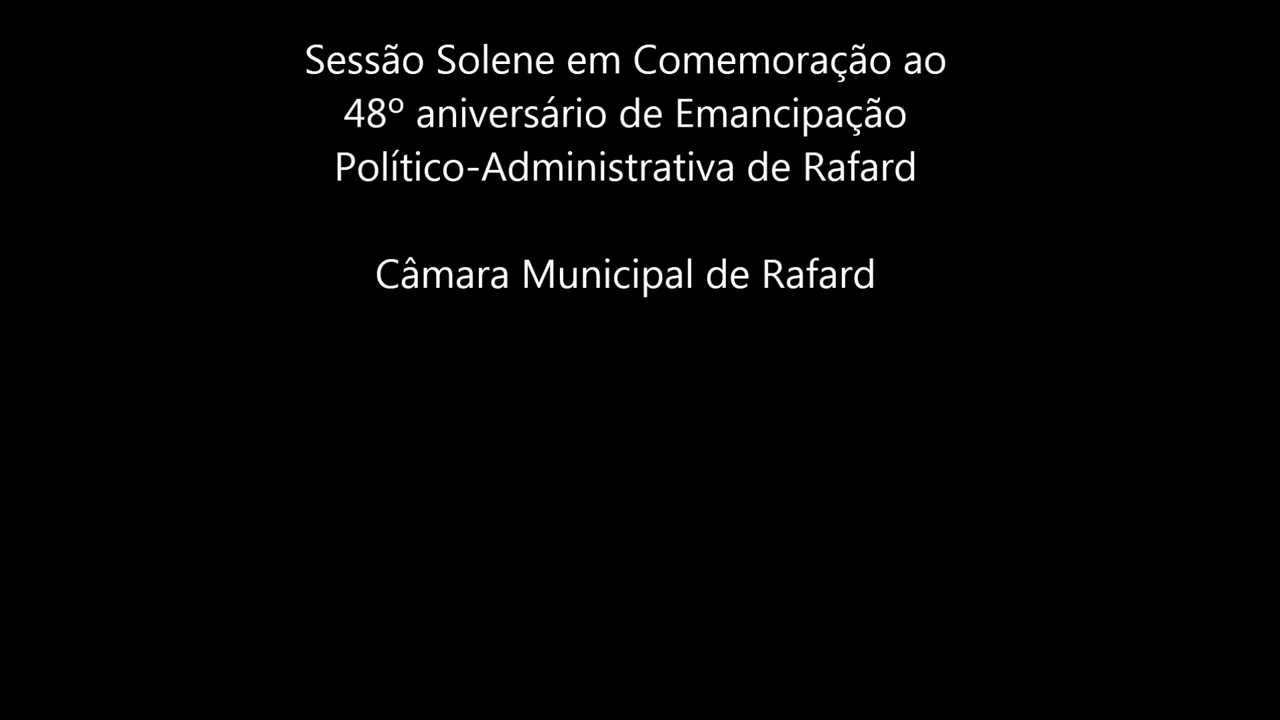 Sessão Solene em Comemoração ao
48º aniversário de Emancipação
Político-Administrativa de Rafard
Câmara Municipal de Rafard